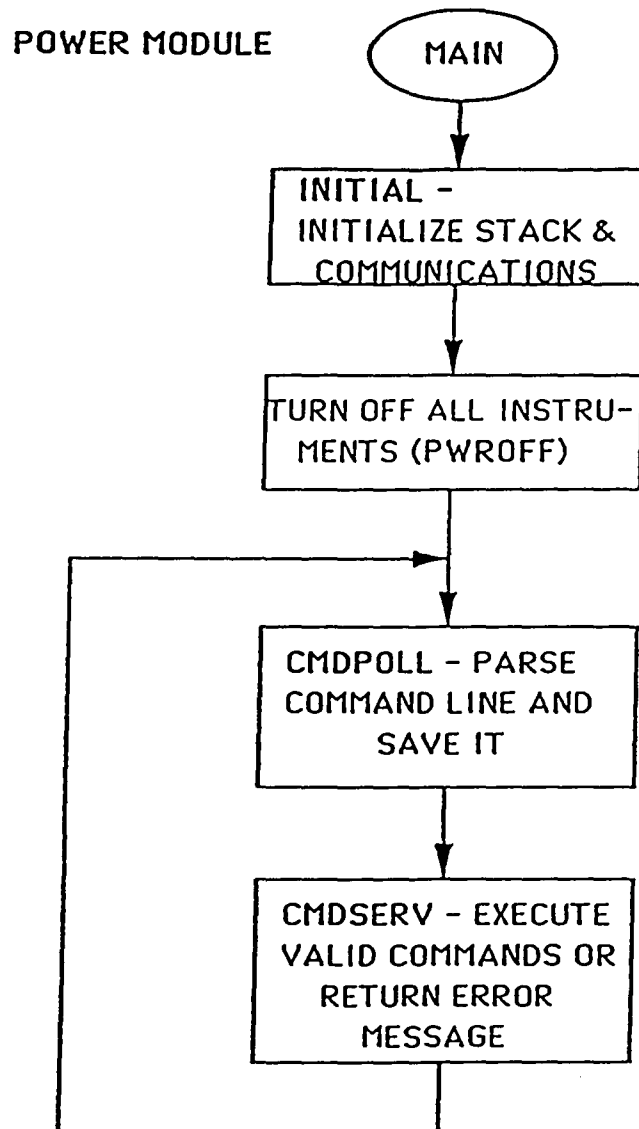 POWER MODULE
MAIN
INITIAL -
INITIALIZE STACK &
COMMUNICATIONS
TURN OFF ALL INSTRU-
MENTS (PWROFF)
CMDPOLL - PARSE
COMMAND LINE AND
SAVE IT
CMDSERV - EXECUTE
VALID COMMANDS OR
RETURN ERROR
MESSAGE